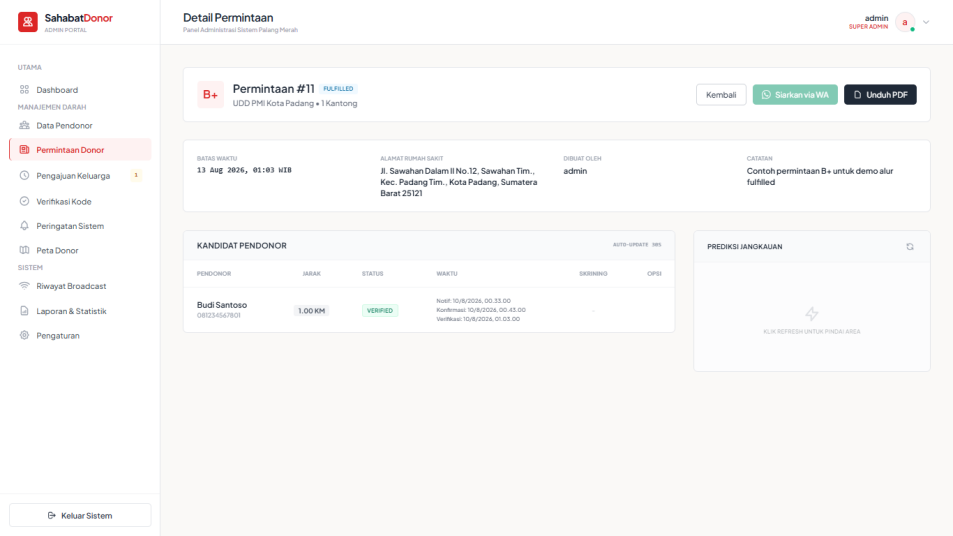 SahabatDonor
ADMIN PORTAL
UTAMA
Dashboard
MANAJEMEN DARAH
Data Pendonor
Permintaan Donor
Pengajuan Keluarga 1
Verifikasi Kode
Peringatan Sistem
Peta Donor
SISTEM
Riwayat Broadcast
Laporan & Statistik
Pengaturan
Keluar Sistem
Detail Permintaan
Panel Administrasi Sistem Palang Merah
admin
SUPER ADMIN
a
B+
Permintaan #11 FULFILLED
UDD PMI Kota Padang • 1 Kantong
Kembali
Siarkan via WA
Unduh PDF
BATAS WAKTU
13 Aug 2026, 01:03 WIB
ALAMAT RUMAH SAKIT
Jl. Sawahan Dalam II No.12, Sawahan Tim.,
Kec. Padang Tim., Kota Padang, Sumatera
Barat 25121
DIBUAT OLEH
admin
CATATAN
Contoh permintaan B+ untuk demo alur
fulfilled
KANDIDAT PENDONOR
AUTO-UPDATE 30S
PENDONOR JARAK STATUS WAKTU SKRINING OPSI
Budi Santoso
081234567801
1.00 KM
VERIFIED
Notif: 10/8/2026, 00.33.00
Konfirmasi: 10/8/2026, 00.43.00
Verifikasi: 10/8/2026, 01.03.00
-
PREDIKSI JANGKAUAN
KLIK REFRESH UNTUK PINDAI AREA